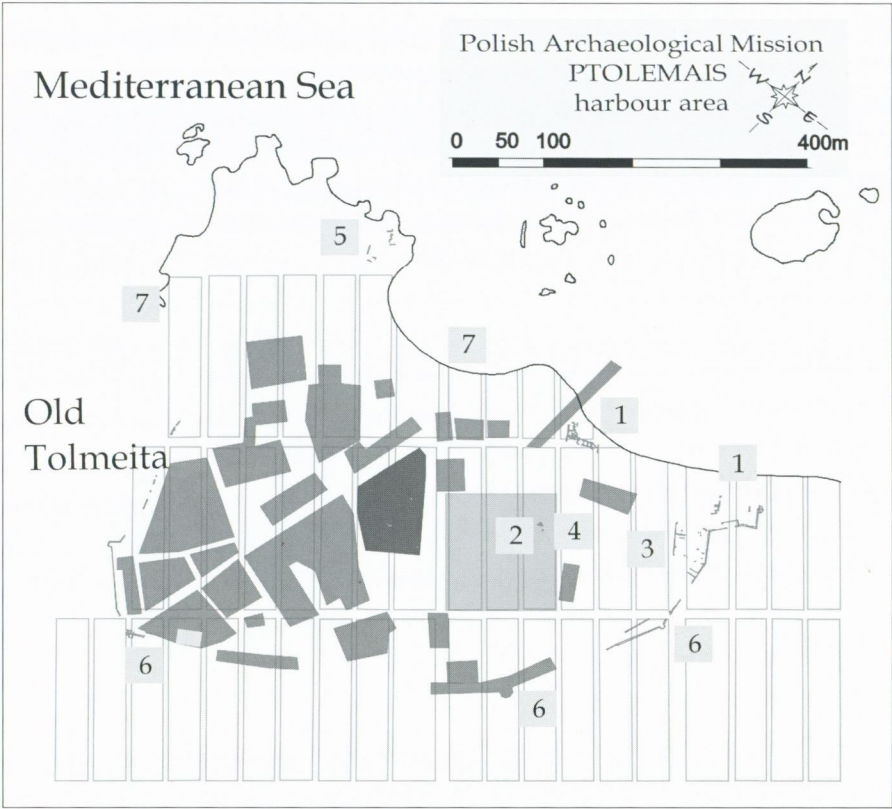 Polish Archaeological Mission
PTOLEMAIS
harbour area
W N
S E
0 50 100 400m
Mediterranean Sea
5
7
7
Old
Tolmeita
1
1
2 4 3
6
6
6